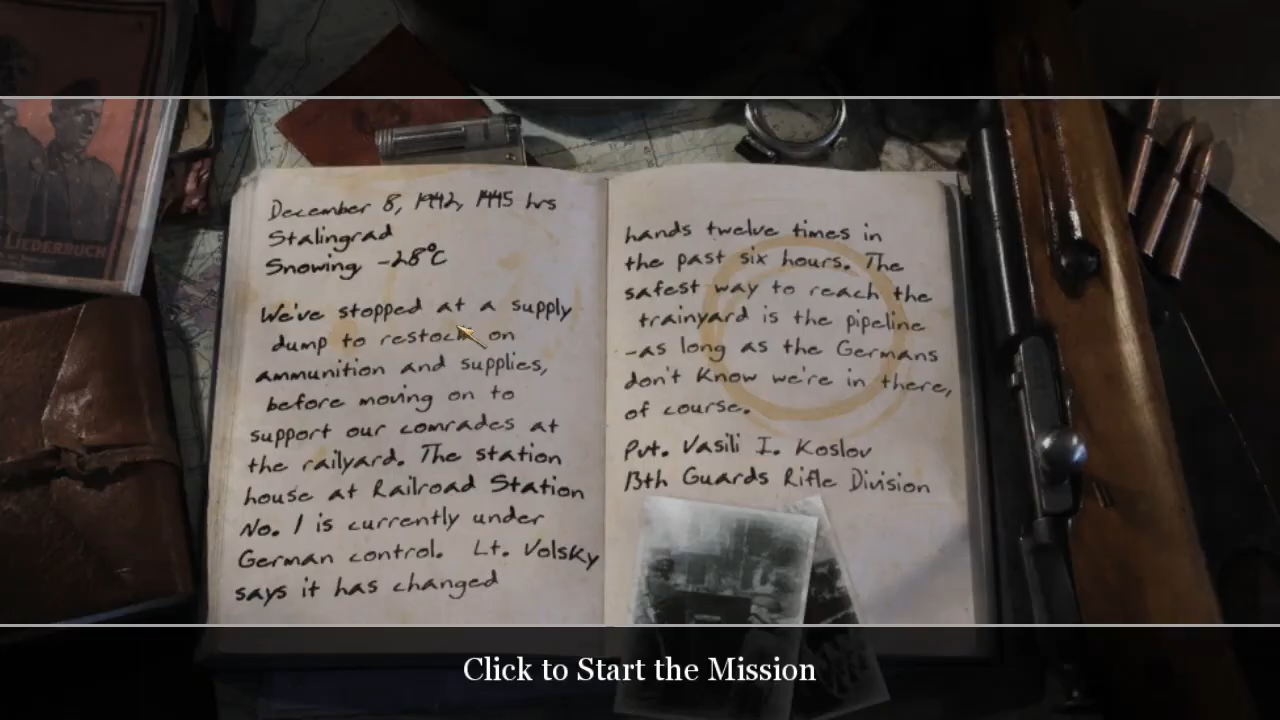 LIEDERBUCH
December 8, 1942, 1445 hrs
Stalingrad
Snowing -28°C
We've stopped at a supply
dump to restock on
ammunition and supplies,
before moving on to
support our comrades at
the railyard. The station
house at Railroad Station
No. 1 is currently under
German control. Lt. Volsky
says it has changed
hands twelve times in
the past six hours. The
safest way to reach the
trainyard is the pipeline
-as long as the Germans
don't know we're in there,
of course.
Pvt. Vasili I. Koslov
13th Guards Rifle Division
Click to Start the Mission